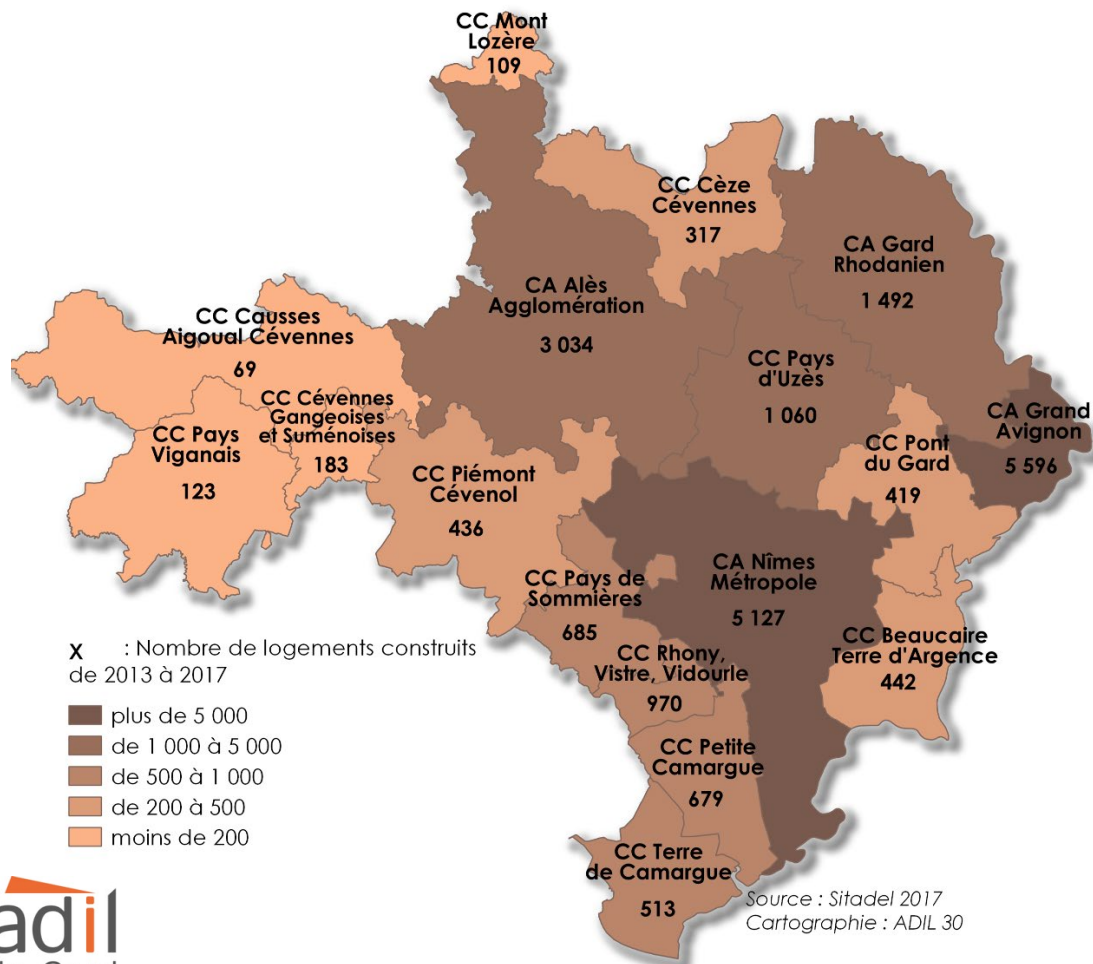 CC Mont
Lozère
109
CC Cèze
Cévennes
317
CA Gard
Rhodanien
1 492
CA Alès
Agglomération
3 034
CC Causses
Aigoual Cévennes
69
CC Pays
d'Uzès
1 060
CC Cévennes
Gangeoises
et Suménoises
183
CA Grand
Avignon
5 596
CC Pays
Viganais
123
CC Pont
du Gard
419
CC Piémont
Cévenol
436
CA Nîmes
Métropole
5 127
CC Pays de
Sommières
685
CC Beaucaire
Terre d'Argence
442
CC Rhony,
Vistre, Vidourle
970
CC Petite
Camargue
679
CC Terre
de Camargue
513
x : Nombre de logements construits
de 2013 à 2017
plus de 5 000
de 1 000 à 5 000
de 500 à 1 000
de 200 à 500
moins de 200
Source : Sitadel 2017
Cartographie : ADIL 30
adil